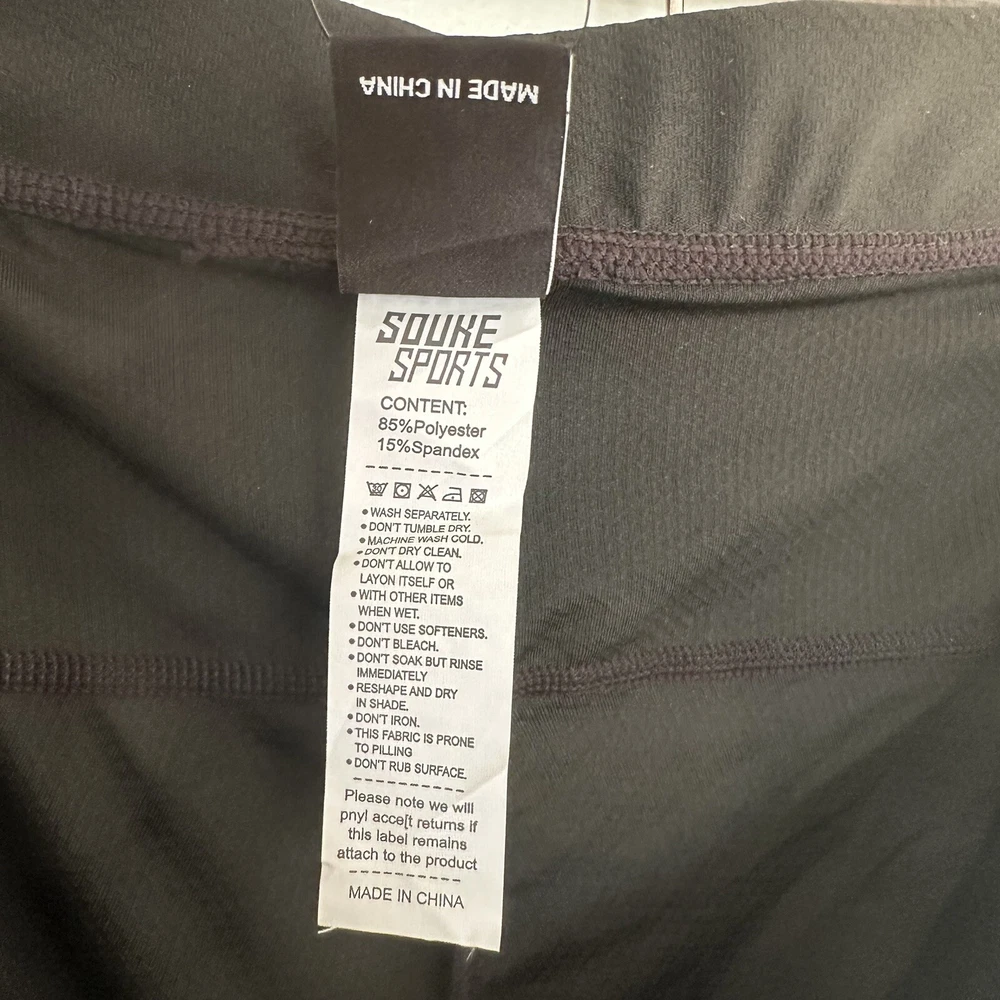 MADE IN CHINA
SOUKE
SPORTS
CONTENT:
85%Polyester
15%Spandex
• WASH SEPARATELY.
• DON'T TUMBLE DRY.
• MACHINE WASH COLD.
• DON'T DRY CLEAN.
• DON'T ALLOW TO
LAYON ITSELF OR
• WITH OTHER ITEMS
WHEN WET.
• DON'T USE SOFTENERS.
• DON'T BLEACH.
• DON'T SOAK BUT RINSE
IMMEDIATELY
• RESHAPE AND DRY
IN SHADE.
• DON'T IRON.
• THIS FABRIC IS PRONE
TO PILLING
• DON'T RUB SURFACE.
Please note we will
pnyl acce[t returns if
this label remains
attach to the product
MADE IN CHINA